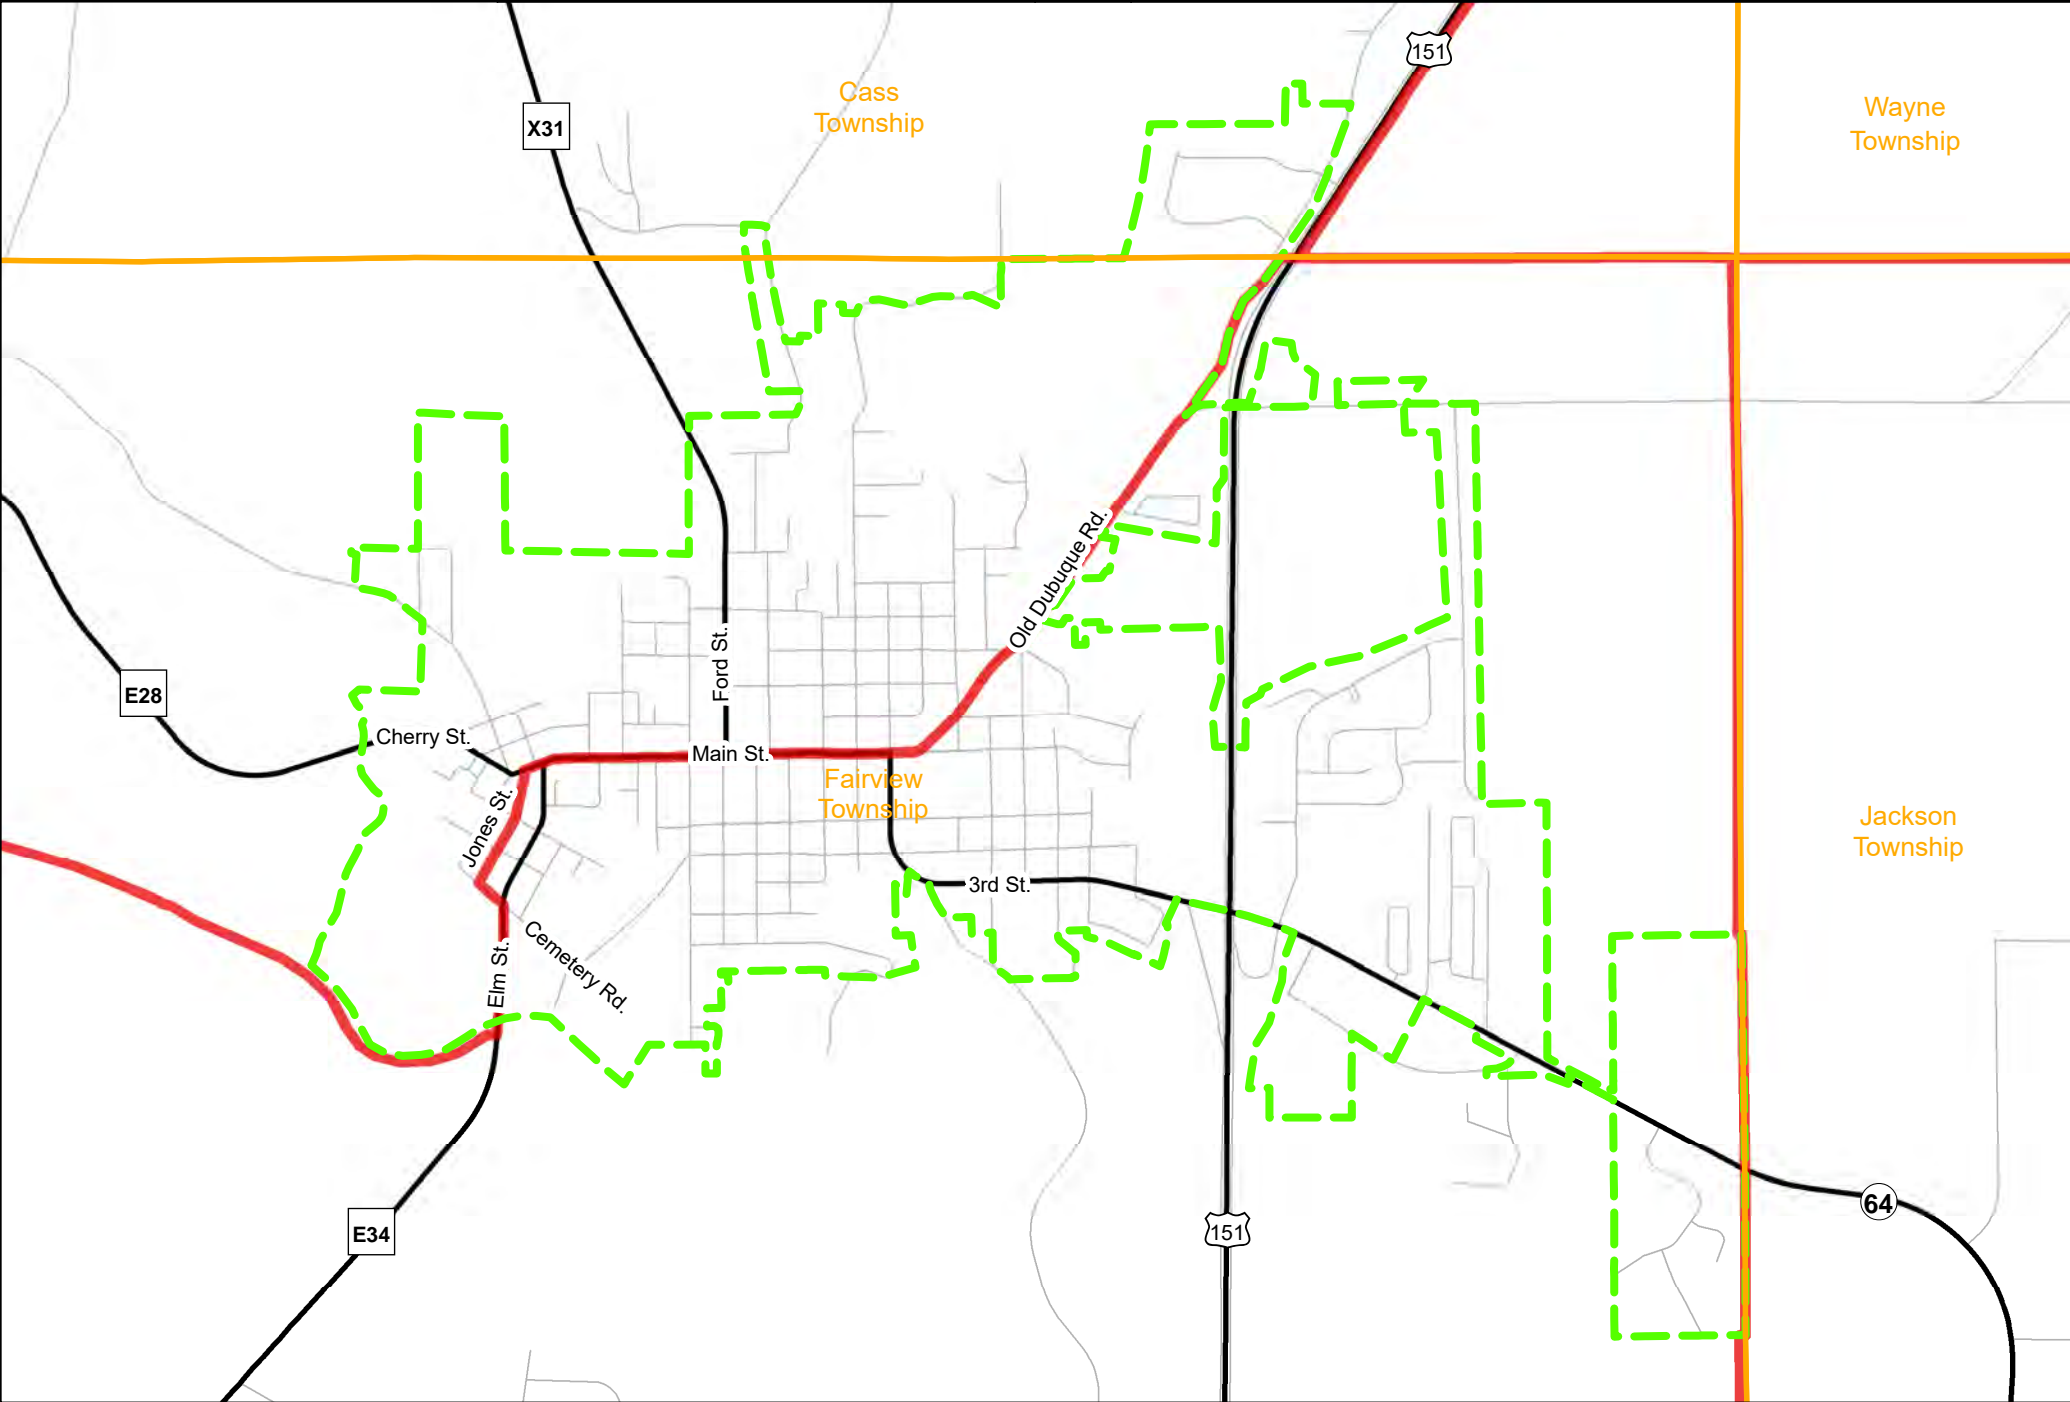 151
Cass
Township
Wayne
Township
X31
Old Dubuque Rd.
Ford St.
E28
Cherry St.
Main St.
Fairview
Township
Jones St.
Jackson
Township
3rd St.
Cemetery Rd.
Elm St.
64
E34
151